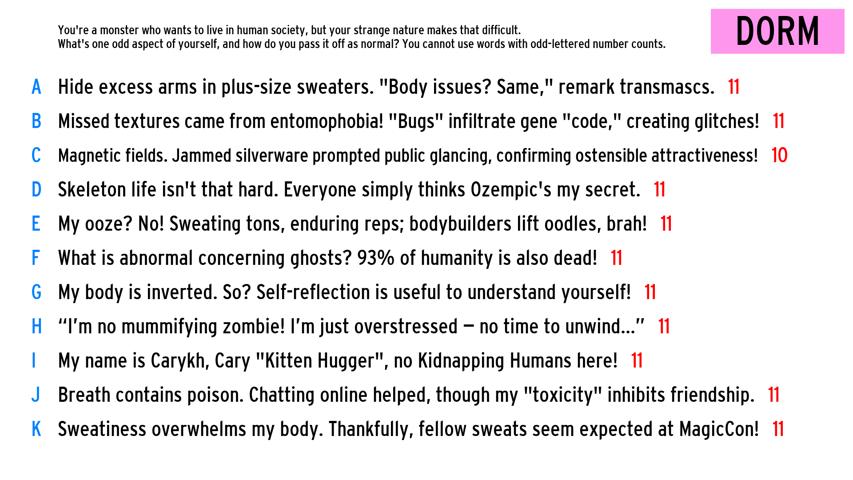 You're a monster who wants to live in human society, but your strange nature makes that difficult.
What's one odd aspect of yourself, and how do you pass it off as normal? You cannot use words with odd-lettered number counts.
DORM
A Hide excess arms in plus-size sweaters. "Body issues? Same," remark transmascs. 11
B Missed textures came from entomophobia! "Bugs" infiltrate gene "code," creating glitches! 11
C Magnetic fields. Jammed silverware prompted public glancing, confirming ostensible attractiveness! 10
D Skeleton life isn't that hard. Everyone simply thinks Ozempic's my secret. 11
E My ooze? No! Sweating tons, enduring reps; bodybuilders lift oodles, brah! 11
F What is abnormal concerning ghosts? 93% of humanity is also dead! 11
G My body is inverted. So? Self-reflection is useful to understand yourself! 11
H “I’m no mummifying zombie! I’m just overstressed – no time to unwind...” 11
I My name is Carykh, Cary "Kitten Hugger", no Kidnapping Humans here! 11
J Breath contains poison. Chatting online helped, though my "toxicity" inhibits friendship. 11
K Sweatiness overwhelms my body. Thankfully, fellow sweats seem expected at MagicCon! 11